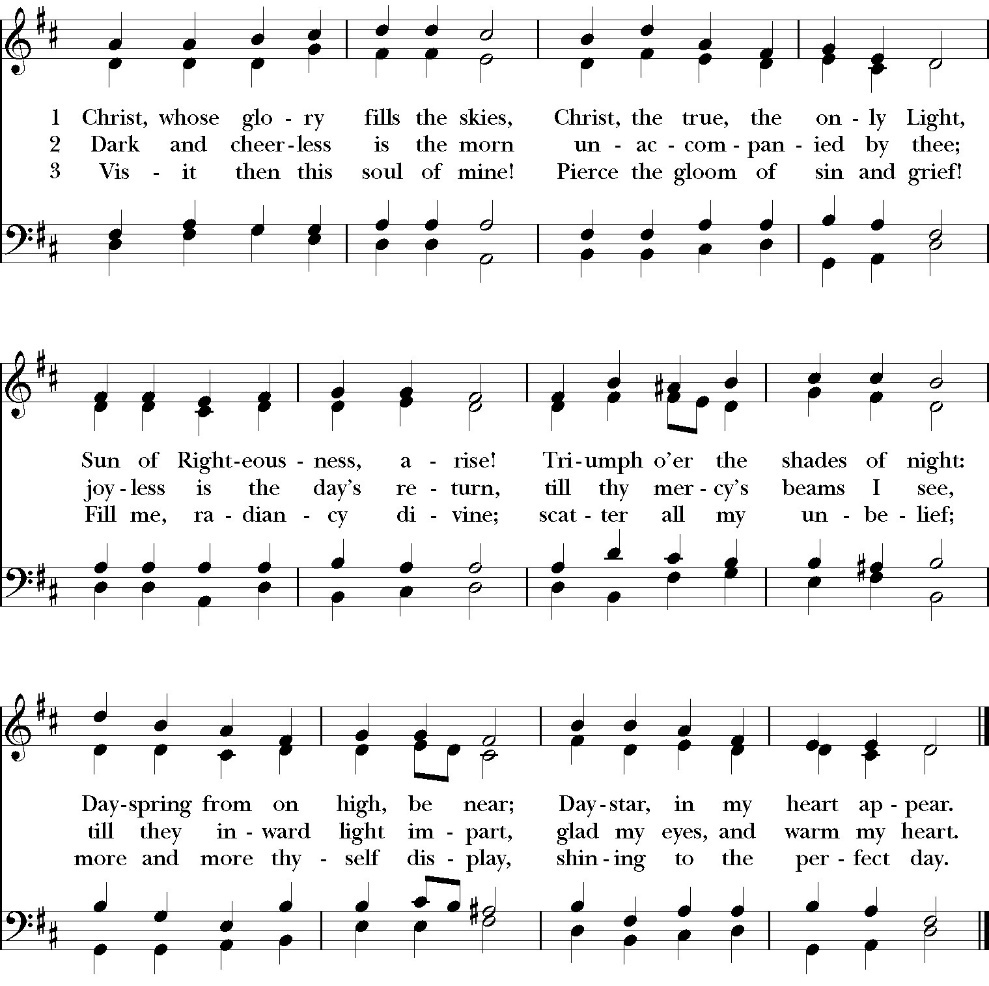 1 Christ, whose glo - ry fills the skies, Christ, the true, the on - ly Light,
2 Dark and cheer - less is the morn un - ac - com - pan - ied by thee;
3 Vis - it then this soul of mine! Pierce the gloom of sin and grief!
Sun of Right - eous - ness, a - rise! Tri - umph o'er the shades of night:
joy - less is the day's re - turn, till thy mer - cy's beams I see,
Fill me, ra - dian - cy di - vine; scat - ter all my un - be - lief;
Day - spring from on high, be near; Day - star, in my heart ap - pear.
till they in - ward light im - part, glad my eyes, and warm my heart.
more and more thy - self dis - play, shin - ing to the per - fect day.